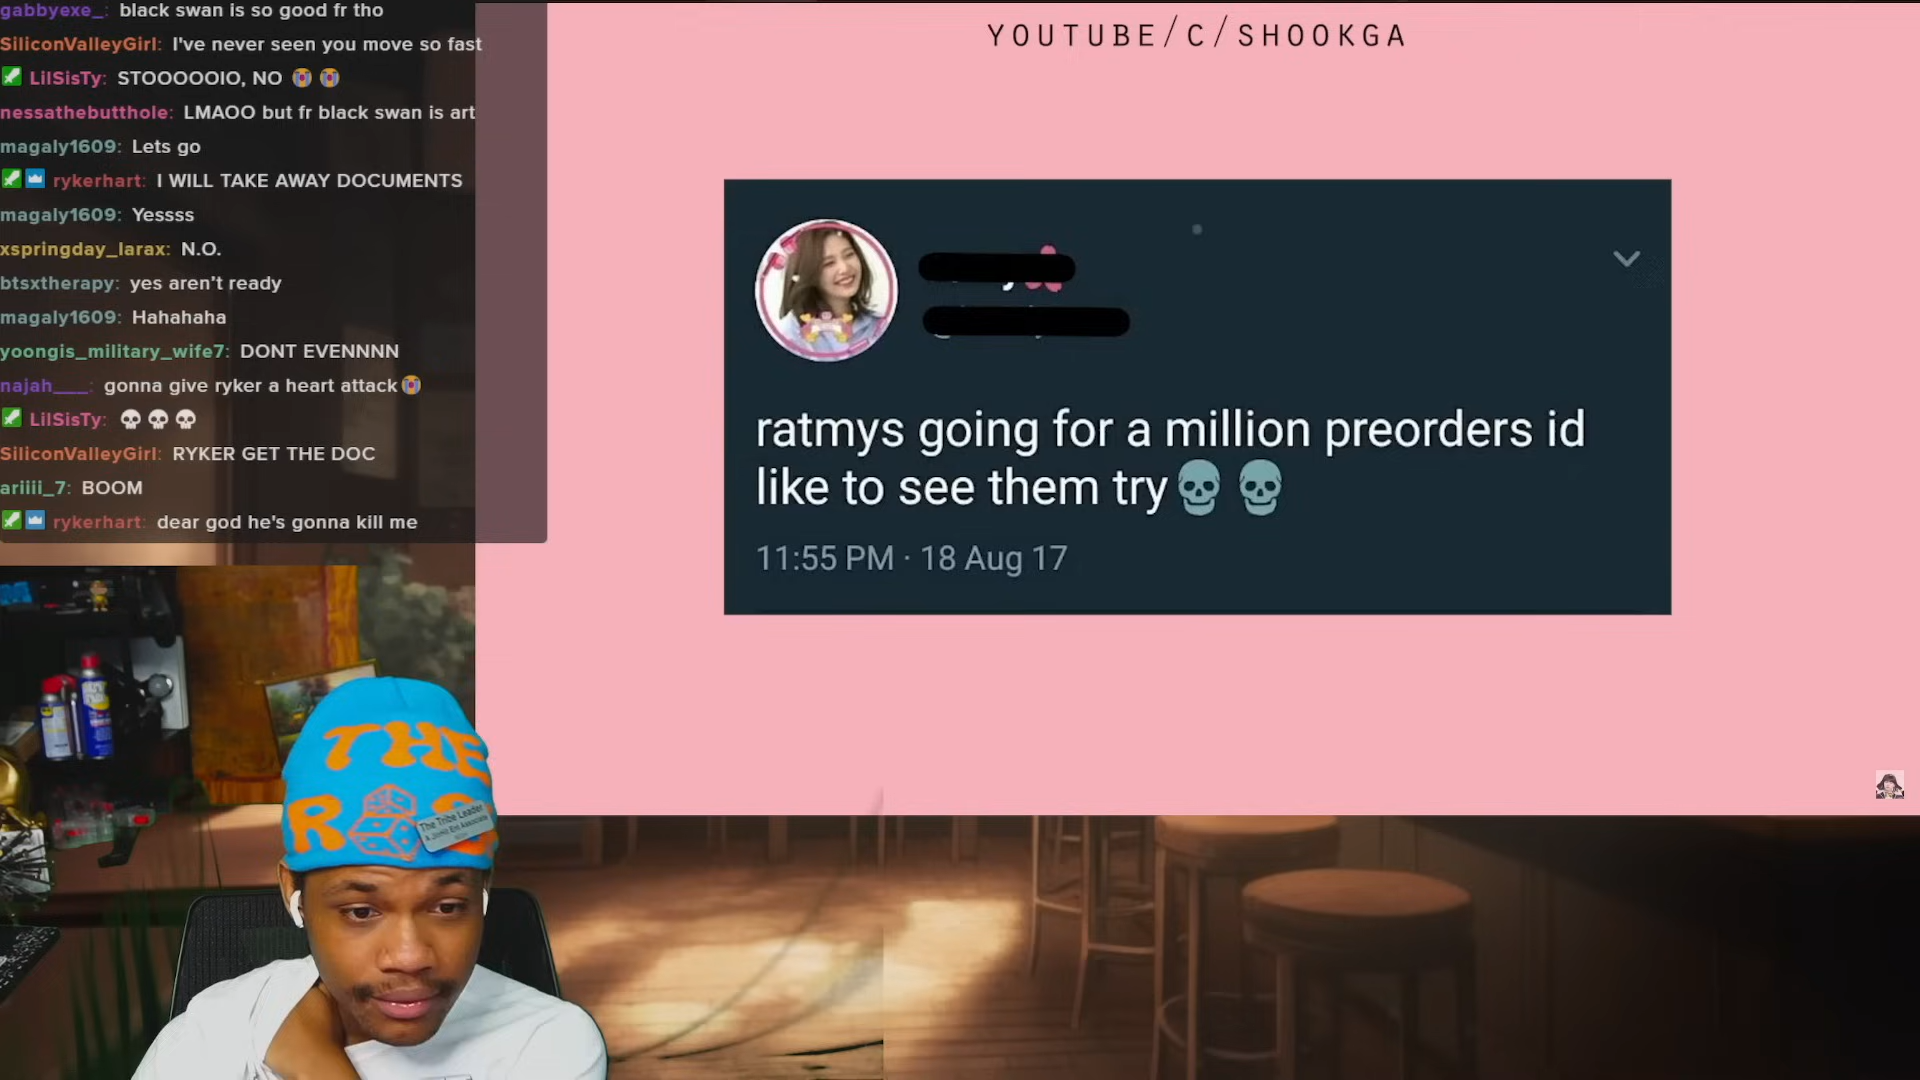 gabbyexe_: black swan is so good fr tho
SiliconValleyGirl: I've never seen you move so fast
LilSisTy: STOOOOOIO, NO 😭 😭
nessathebutthole: LMAOO but fr black swan is art
magaly1609: Lets go
rykerhart: I WILL TAKE AWAY DOCUMENTS
magaly1609: Yessss
xspringday_larax: N.O.
btsxtherapy: yes aren't ready
magaly1609: Hahahaha
yoongis_military_wife7: DONT EVENNNN
najah___: gonna give ryker a heart attack😭
LilSisTy: 💀 💀 💀
SiliconValleyGirl: RYKER GET THE DOC
ariiii_7: BOOM
rykerhart: dear god he's gonna kill me
YOUTUBE/C/SHOOKGA
ratmys going for a million preorders id
like to see them try💀 💀
11:55 PM · 18 Aug 17
THE
The Tribe Leader